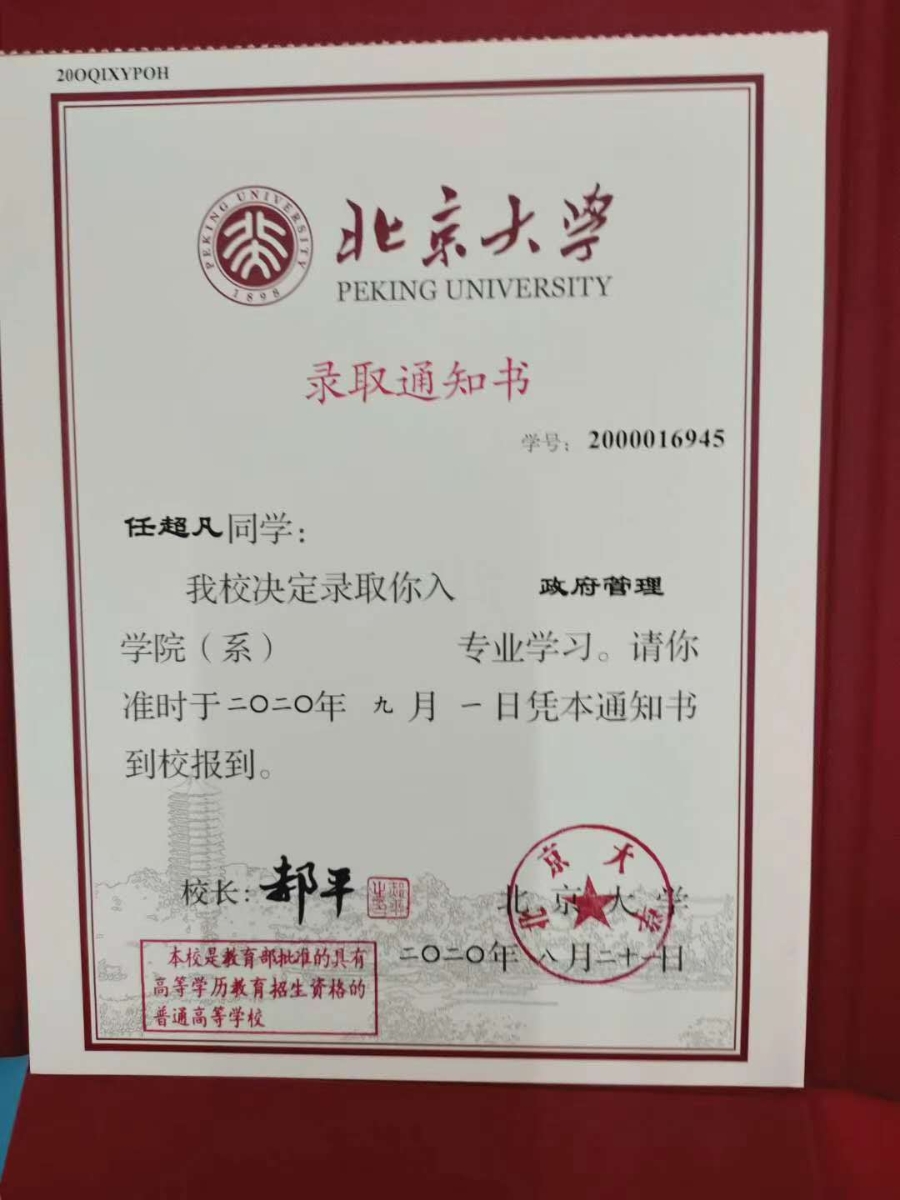 20OQIXYPOH
PEKING UNIVERSITY
1898
北京大学
PEKING UNIVERSITY
录取通知书
学号：2000016945
任超凡同学：
我校决定录取你入 政府管理
学院（系） 专业学习。请你
准时于二〇二〇年 九 月 一 日凭本通知书
到校报到。
校长：郝平
北京大学
北京大学
二〇二〇年 八 月二十一日
本校是教育部批准的具有
高等学历教育招生资格的
普通高等学校